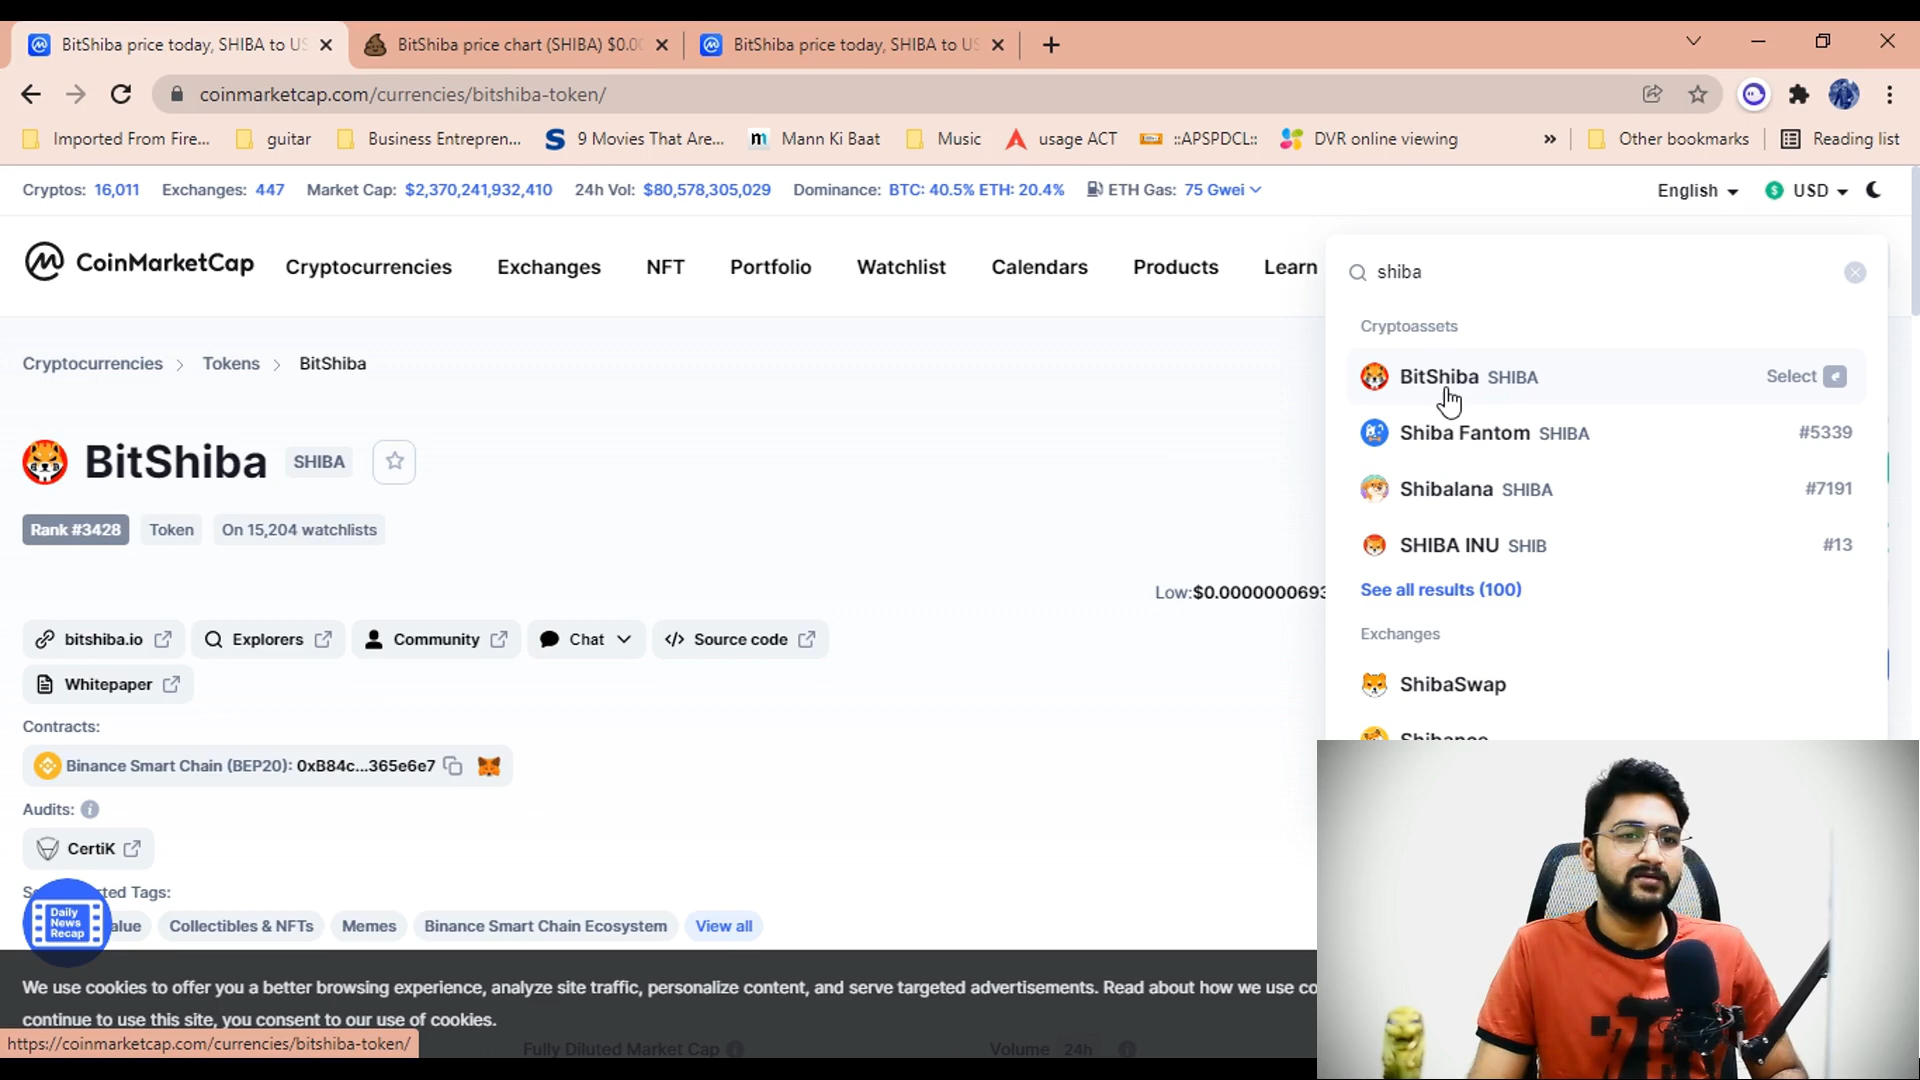 BitShiba price today, SHIBA to US
BitShiba price chart (SHIBA) $0.00
BitShiba price today, SHIBA to US
coinmarketcap.com/currencies/bitshiba-token/
Imported From Fire...
guitar
Business Entrepren...
9 Movies That Are...
Mann Ki Baat
Music
usage ACT
::APSPDCL::
DVR online viewing
Other bookmarks
Reading list
Cryptos: 16,011
Exchanges: 447
Market Cap: $2,370,241,932,410
24h Vol: $80,578,305,029
Dominance: BTC: 40.5% ETH: 20.4%
ETH Gas: 75 Gwei
English
USD
CoinMarketCap
Cryptocurrencies
Exchanges
NFT
Portfolio
Watchlist
Calendars
Products
Learn
shiba
Cryptoassets
BitShiba SHIBA
Select
Shiba Fantom SHIBA
#5339
Shibalana SHIBA
#7191
SHIBA INU SHIB
#13
See all results (100)
Exchanges
ShibaSwap
Cryptocurrencies > Tokens > BitShiba
BitShiba SHIBA
Rank #3428
Token
On 15,204 watchlists
Low:$0.0000000693
bitshiba.io
Explorers
Community
Chat
Source code
Whitepaper
Contracts:
Binance Smart Chain (BEP20): 0xB84c...365e6e7
Audits:
CertiK
Daily
News
Recap
Collectibles & NFTs
Memes
Binance Smart Chain Ecosystem
View all
We use cookies to offer you a better browsing experience, analyze site traffic, personalize content, and serve targeted advertisements. Read about how we use co
continue to use this site, you consent to our use of cookies.
https://coinmarketcap.com/currencies/bitshiba-token/
Fully Diluted Market Cap
Volume 24h